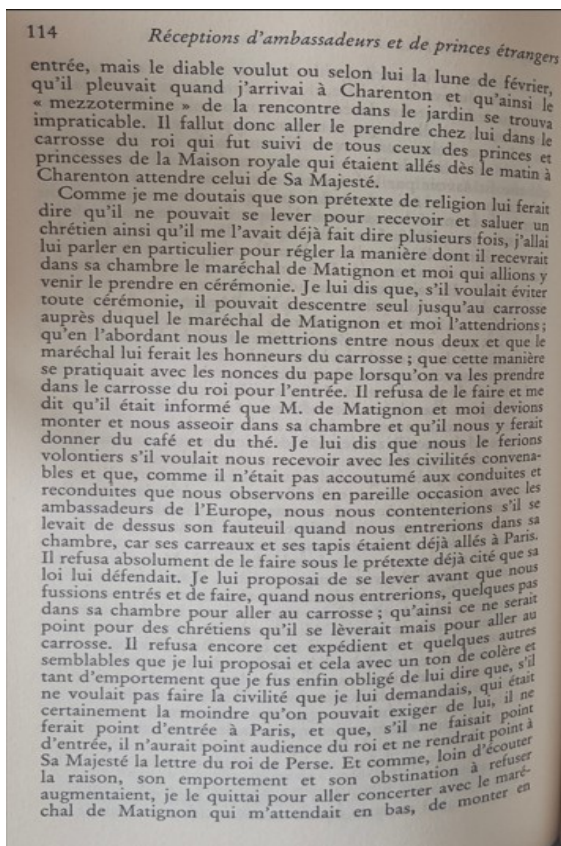 114 Réceptions d'ambassadeurs et de princes étrangers
entrée, mais le diable voulut ou selon lui la lune de février,
qu'il pleuvait quand j'arrivai à Charenton et qu'ainsi le
« mezzotermine » de la rencontre dans le jardin se trouva
impraticable. Il fallut donc aller le prendre chez lui dans le
carrosse du roi qui fut suivi de tous ceux des princes et
princesses de la Maison royale qui étaient allés dès le matin à
Charenton attendre celui de Sa Majesté.
Comme je me doutais que son prétexte de religion lui ferait
dire qu'il ne pouvait se lever pour recevoir et saluer un
chrétien ainsi qu'il me l'avait déjà fait dire plusieurs fois, j'allai
lui parler en particulier pour régler la manière dont il recevrait
dans sa chambre le maréchal de Matignon et moi qui allions y
venir le prendre en cérémonie. Je lui dis que, s'il voulait éviter
toute cérémonie, il pouvait descentre seul jusqu'au carrosse
auprès duquel le maréchal de Matignon et moi l'attendrions ;
qu'en l'abordant nous le mettrions entre nous deux et que le
maréchal lui ferait les honneurs du carrosse ; que cette manière
se pratiquait avec les nonces du pape lorsqu'on va les prendre
dans le carrosse du roi pour l'entrée. Il refusa de le faire et me
dit qu'il était informé que M. de Matignon et moi devions
monter et nous asseoir dans sa chambre et qu'il nous y ferait
donner du café et du thé. Je lui dis que nous le ferions
volontiers s'il voulait nous recevoir avec les civilités convena-
bles et que, comme il n'était pas accoutumé aux conduites et
reconduites que nous observons en pareille occasion avec les
ambassadeurs de l'Europe, nous nous contenterions s'il se
levait de dessus son fauteuil quand nous entrerions dans sa
chambre, car ses carreaux et ses tapis étaient déjà allés à Paris.
Il refusa absolument de le faire sous le prétexte déjà cité que sa
loi lui défendait. Je lui proposai de se lever avant que nous
fussions entrés et de faire, quand nous entrerions, quelques pas
dans sa chambre pour aller au carrosse ; qu'ainsi ce ne serait
point pour des chrétiens qu'il se lèverait mais pour aller au
carrosse. Il refusa encore cet expédient et quelques autres
semblables que je lui proposai et cela avec un ton de colère et
tant d'emportement que je fus enfin obligé de lui dire que, s'il
ne voulait pas faire la civilité que je lui demandais, qui était
certainement la moindre qu'on pouvait exiger de lui, il ne
ferait point d'entrée à Paris, et que, s'il ne faisait point
d'entrée, il n'aurait point audience du roi et ne rendrait point à
Sa Majesté la lettre du roi de Perse. Et comme, loin d'écouter
la raison, son emportement et son obstination à refuser
augmentaient, je le quittai pour aller concerter avec le maré-
chal de Matignon qui m'attendait en bas, de monter en